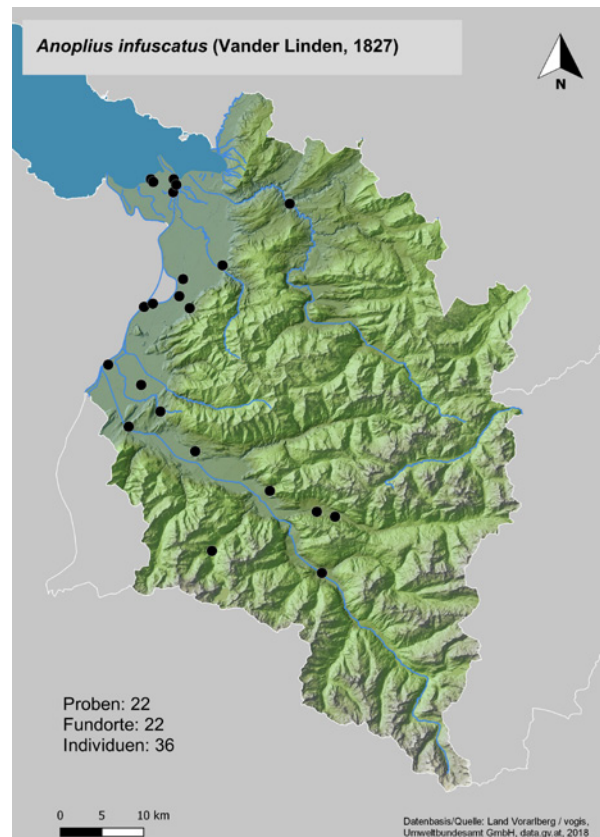 Anoplius infuscatus (Vander Linden, 1827)
N
Proben: 22
Fundorte: 22
Individuen: 36
0 5 10 km
Datenbasis/Quelle: Land Vorarlberg / vogis,
Umweltbundesamt GmbH, data.gv.at, 2018